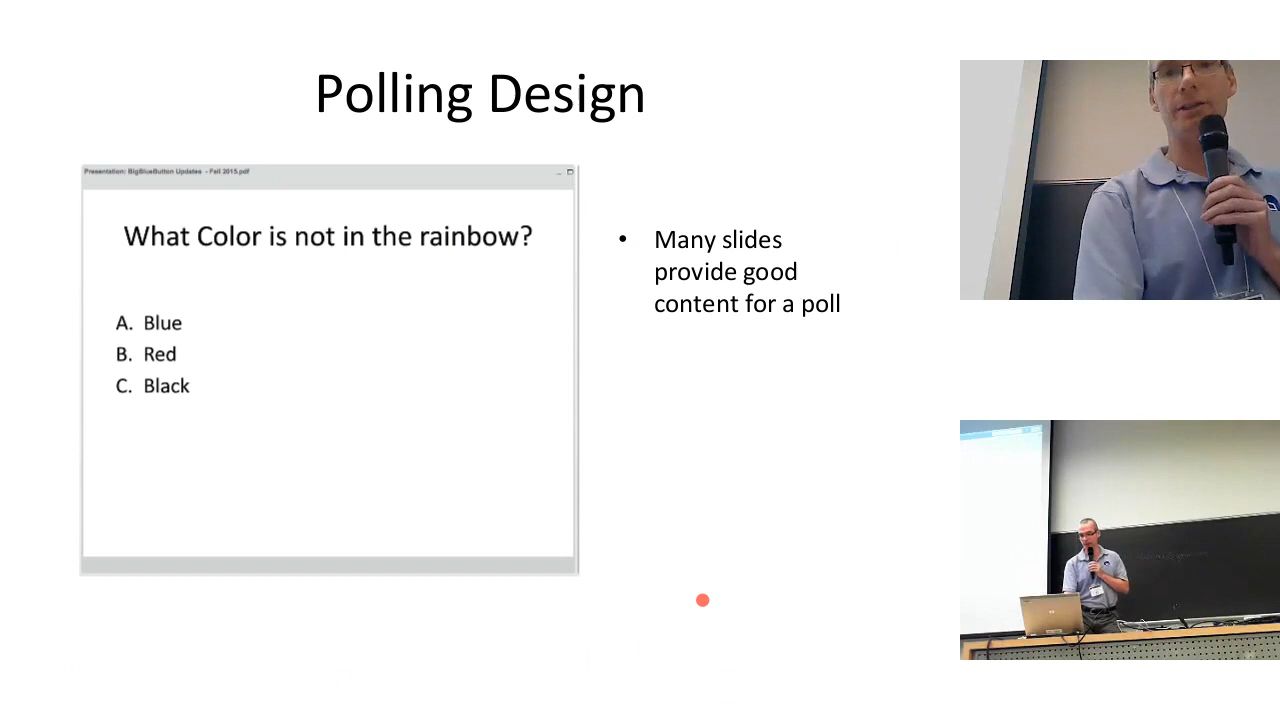 Polling Design
Presentation: BigBlueButton Updates - Fall 2015.pdf
What Color is not in the rainbow?
A. Blue
B. Red
C. Black
• Many slides
provide good
content for a poll